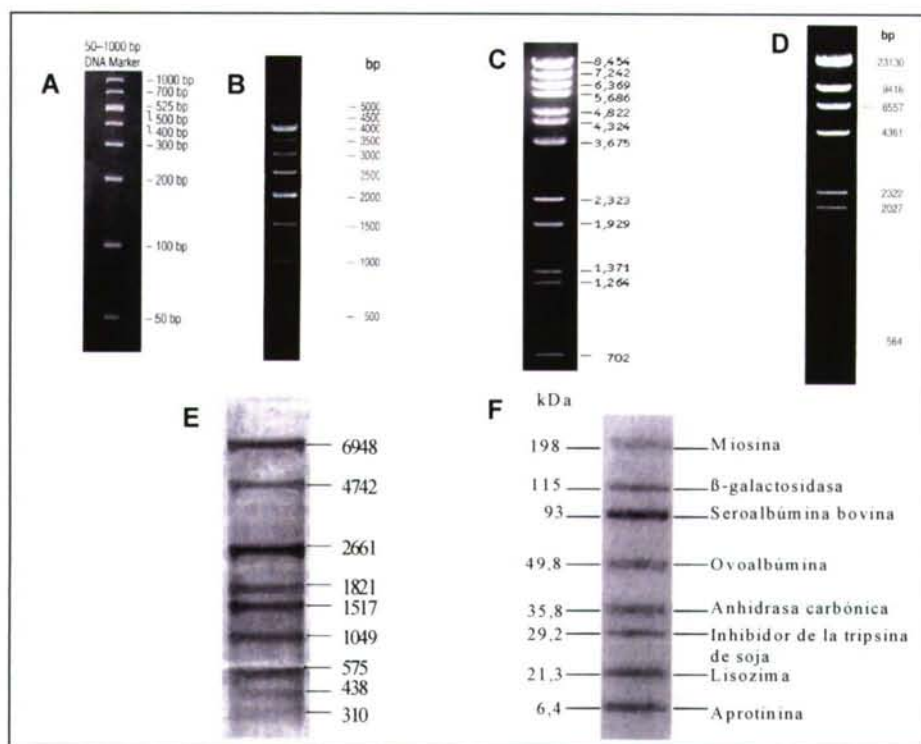 50–1000 bp
DNA Marker
A
1000 bp
700 bp
525 bp
500 bp
400 bp
300 bp
200 bp
100 bp
50 bp
B
bp
5000
4500
4000
3500
3000
2500
2000
1500
1000
500
C
8,454
7,242
6,369
5,686
4,822
4,324
3,675
2,323
1,929
1,371
1,264
702
D
bp
23130
9416
6557
4361
2322
2027
564
E
6948
4742
2661
1821
1517
1049
575
438
310
F
kDa
198 Miosina
115 β-galactosidasa
93 Seroalbúmina bovina
49,8 Ovoalbúmina
35,8 Anhidrasa carbónica
29,2 Inhibidor de la tripsina
de soja
21,3 Lisozima
6,4 Aprotinina